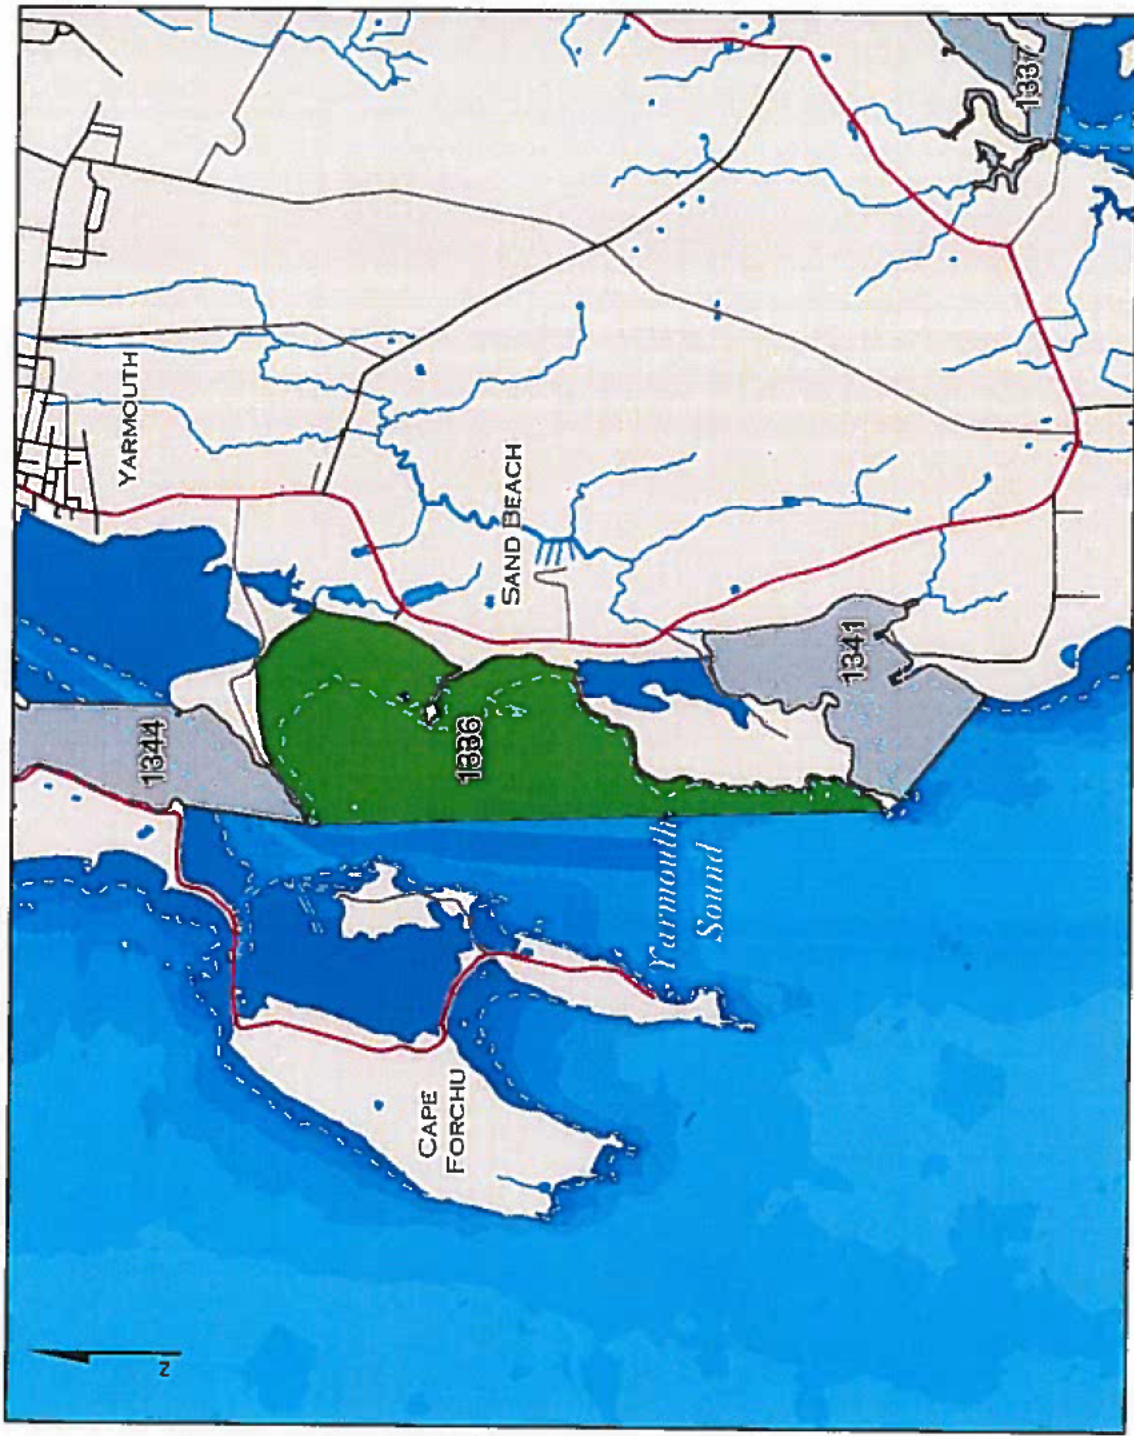 1337
YARMOUTH
1344
SAND BEACH
1336
1341
Yarmouth
Sound
CAPE
FORCHU
N